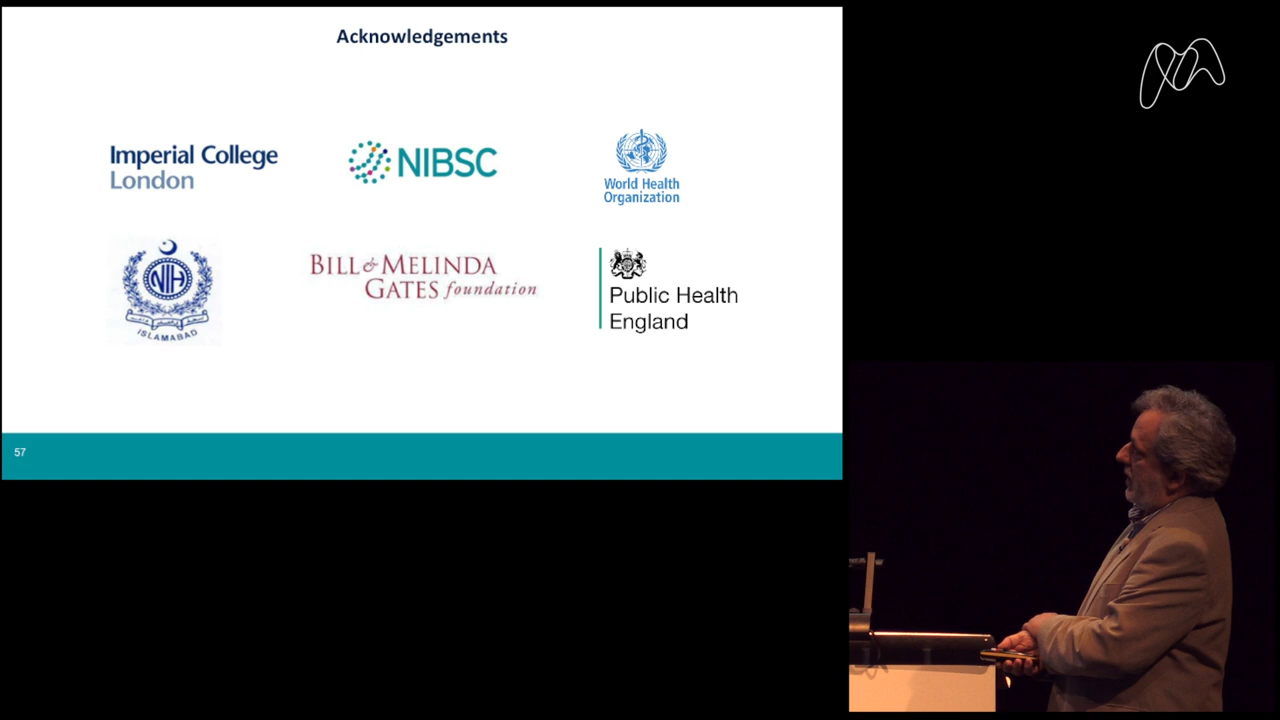 Acknowledgements
Imperial College
London
NIBSC
World Health
Organization
NIH
ISLAMABAD
BILL & MELINDA
GATES foundation
Public Health
England
57